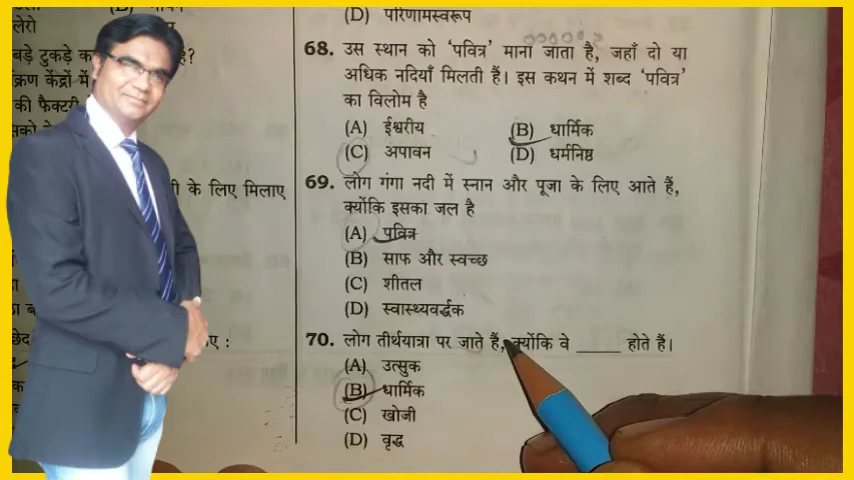 (D) परिणामस्वरूप
लेरो
बड़े टुकड़े क है?
क्रण केंद्रों में
की फैक्टरी
सको
68. उस स्थान को 'पवित्र' माना जाता है, जहाँ दो या
अधिक नदियाँ मिलती हैं। इस कथन में शब्द 'पवित्र'
का विलोम है
(A) ईश्वरीय (B) धार्मिक
(C) अपावन (D) धर्मनिष्ठ
ी के लिए मिलाए
69. लोग गंगा नदी में स्नान और पूजा के लिए आते हैं,
क्योंकि इसका जल है
(A) पवित्र
(B) साफ और स्वच्छ
(C) शीतल
(D) स्वास्थ्यवर्द्धक
छेद ए :
70. लोग तीर्थयात्रा पर जाते हैं, क्योंकि वे _____ होते हैं।
(A) उत्सुक
(B) धार्मिक
(C) खोजी
(D) वृद्ध